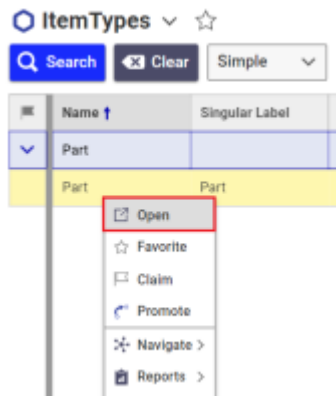 ItemTypes
Search Clear Simple
Name Singular Label
Part
Part Part
Open
Favorite
Claim
Promote
Navigate
Reports